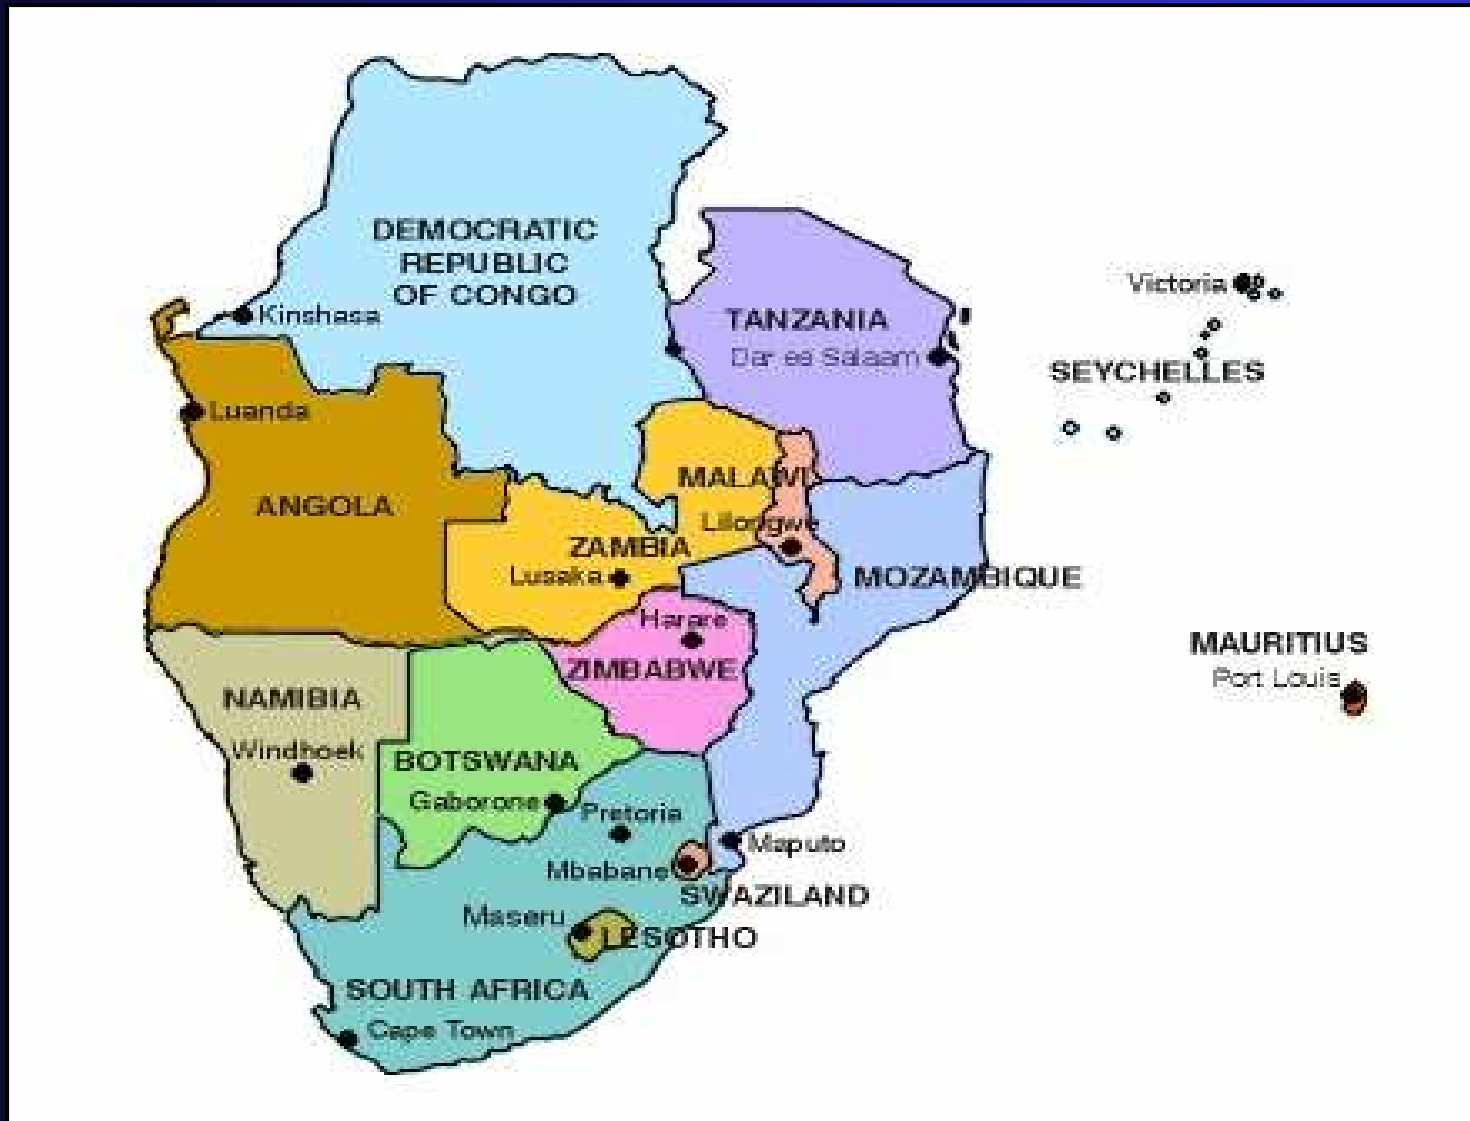 DEMOCRATIC
REPUBLIC
OF CONGO
Kinshasa
TANZANIA
Dar es Salaam
Victoria
SEYCHELLES
Luanda
ANGOLA
MALAWI
Lilongwe
ZAMBIA
Lusaka
MOZAMBIQUE
Harare
ZIMBABWE
MAURITIUS
Port Louis
NAMIBIA
Windhoek
BOTSWANA
Gaborone
Pretoria
Maputo
Mbabane
SWAZILAND
Maseru
LESOTHO
SOUTH AFRICA
Cape Town